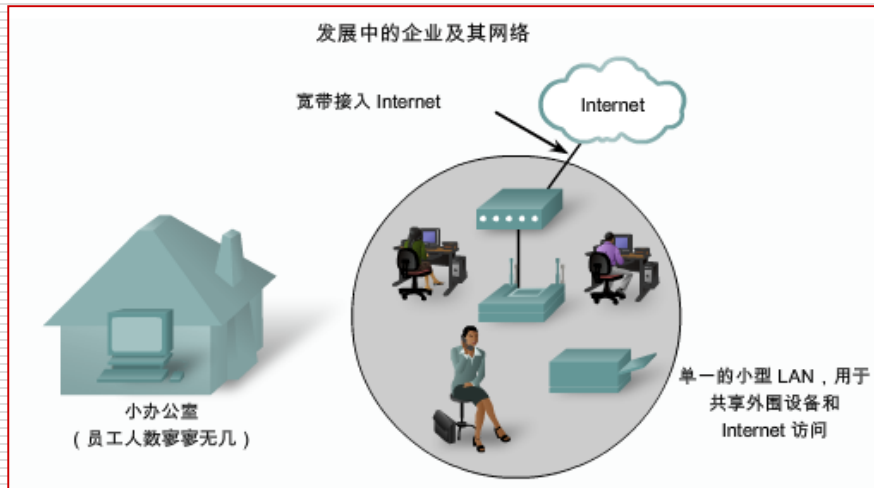 发展中的企业及其网络
宽带接入 Internet
Internet
小办公室
（员工人数寥寥无几）
单一的小型 LAN，用于
共享外围设备和
Internet 访问